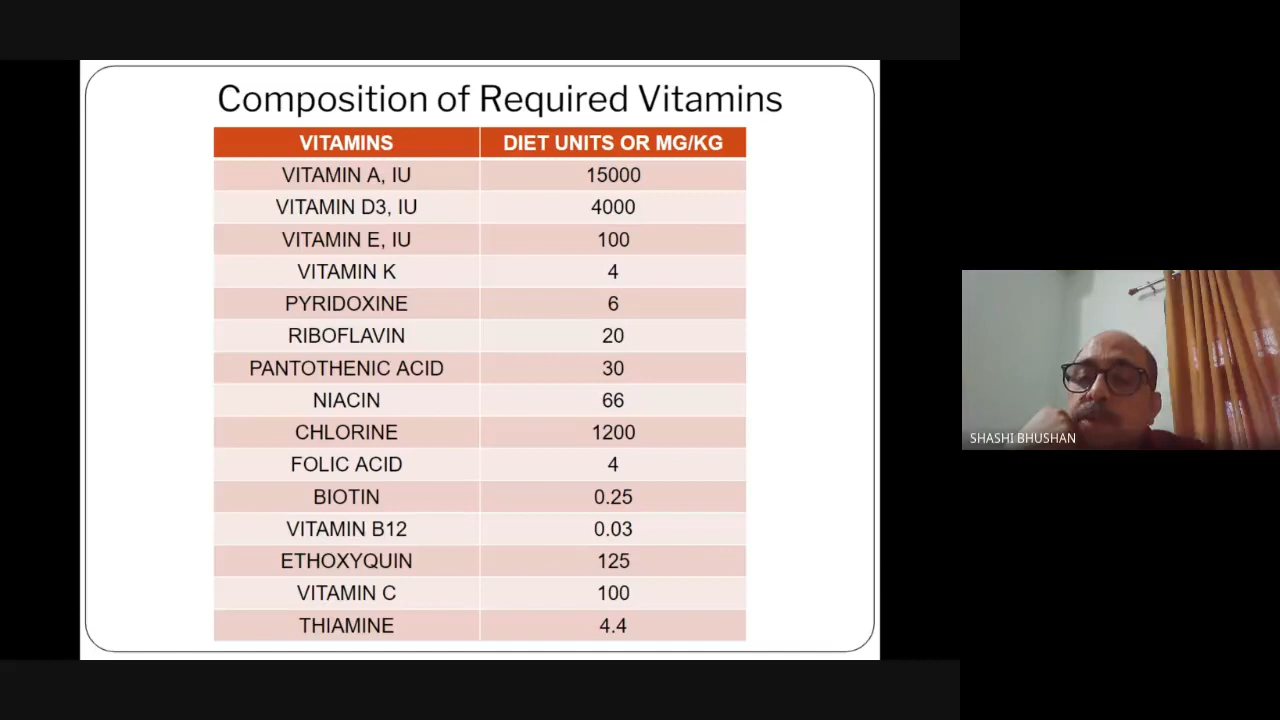 Composition of Required Vitamins
VITAMINS DIET UNITS OR MG/KG
VITAMIN A, IU 15000
VITAMIN D3, IU 4000
VITAMIN E, IU 100
VITAMIN K 4
PYRIDOXINE 6
RIBOFLAVIN 20
PANTOTHENIC ACID 30
NIACIN 66
CHLORINE 1200
FOLIC ACID 4
BIOTIN 0.25
VITAMIN B12 0.03
ETHOXYQUIN 125
VITAMIN C 100
THIAMINE 4.4
SHASHI BHUSHAN